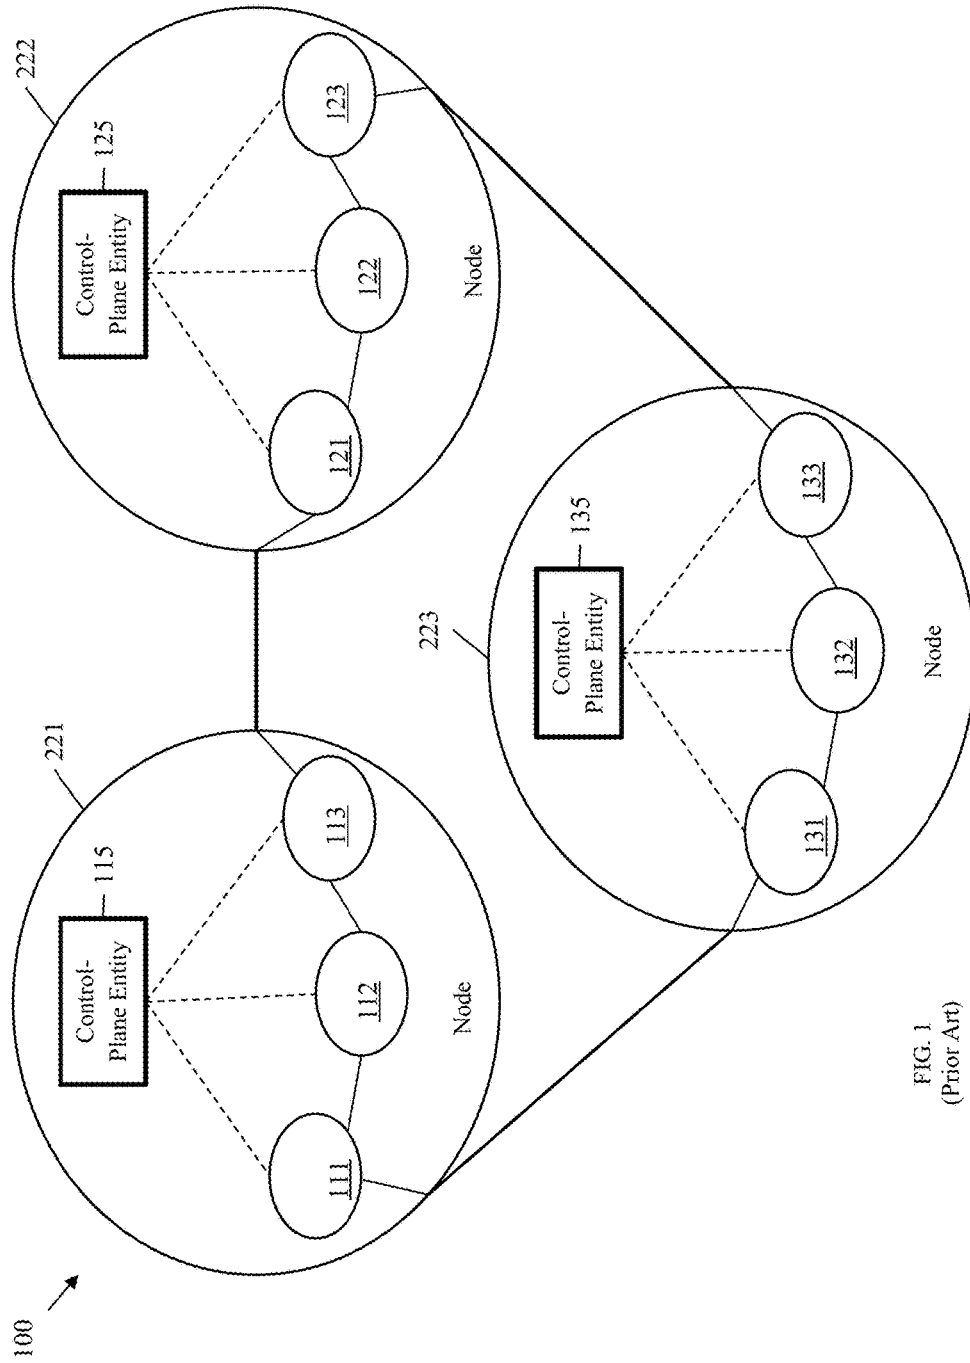 100
221
222
Control-
Plane Entity
115
Control-
Plane Entity
125
111
112
113
121
122
123
Node
Node
223
Control-
Plane Entity
135
131
132
133
Node
FIG. 1
(Prior Art)